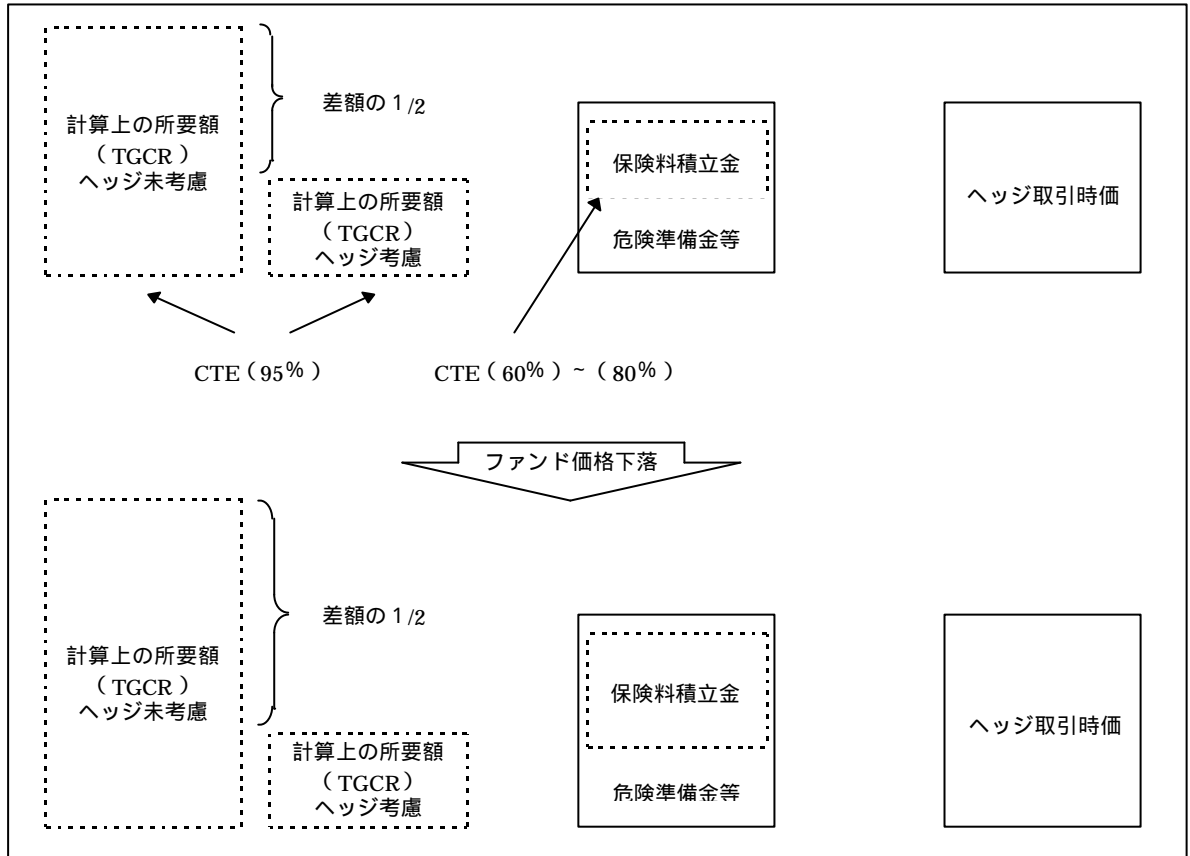 計算上の所要額
（TGCR）
ヘッジ未考慮
差額の１/2
計算上の所要額
（TGCR）
ヘッジ考慮
保険料積立金
危険準備金等
ヘッジ取引時価
CTE（95％）
CTE（60％）~（80％）
ファンド価格下落
計算上の所要額
（TGCR）
ヘッジ未考慮
差額の１/2
計算上の所要額
（TGCR）
ヘッジ考慮
保険料積立金
危険準備金等
ヘッジ取引時価